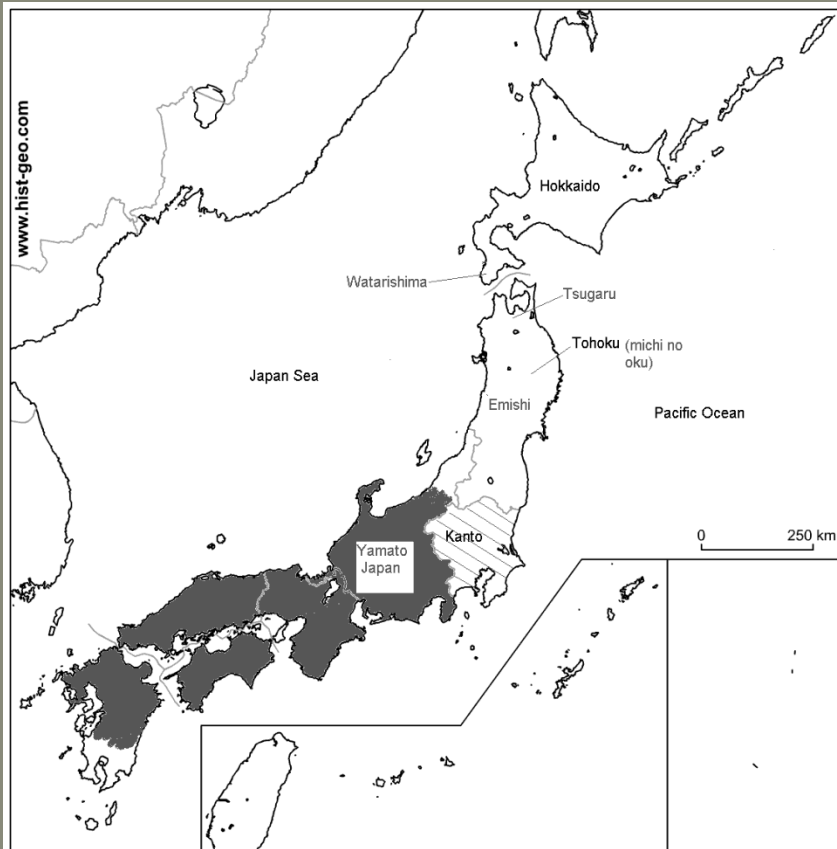 www.hist-geo.com
Hokkaido
Watarishima
Tsugaru
Tohoku (michi no
oku)
Japan Sea
Emishi
Pacific Ocean
Kanto
0 250 km
Yamato
Japan